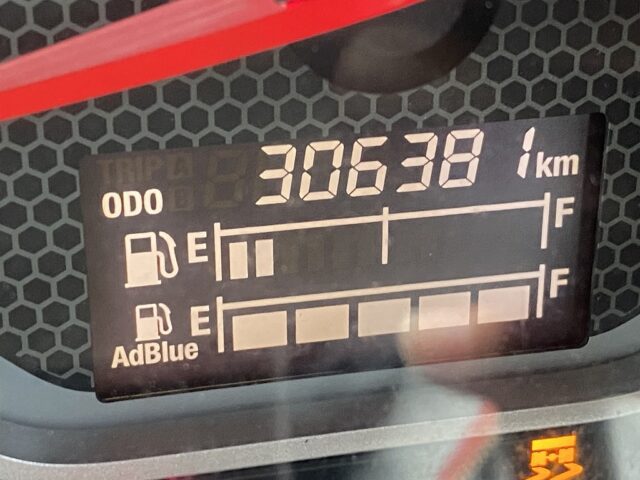 TRIP A
B
ODO 306381 km
E F
E F
AdBlue